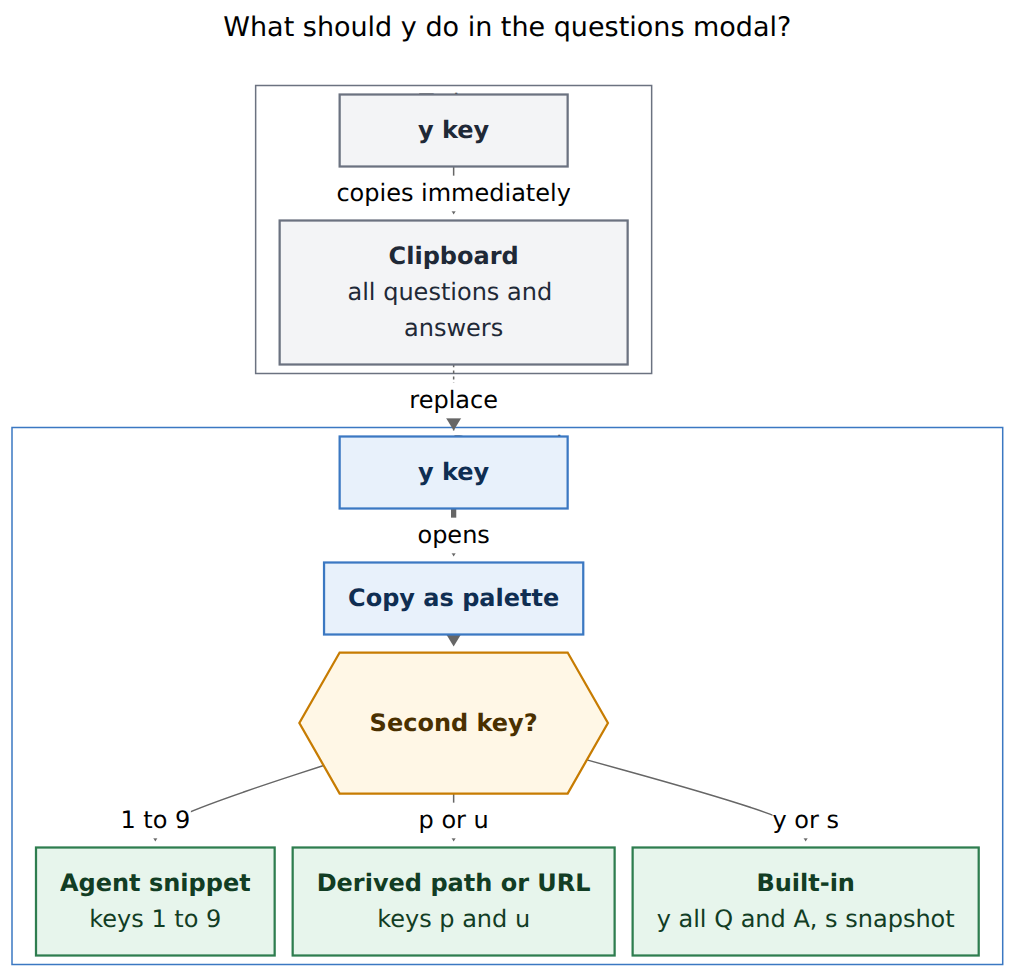 What should y do in the questions modal?
y key
copies immediately
Clipboard
all questions and
answers
replace
y key
opens
Copy as palette
Second key?
1 to 9
p or u
y or s
Agent snippet
keys 1 to 9
Derived path or URL
keys p and u
Built-in
y all Q and A, s snapshot